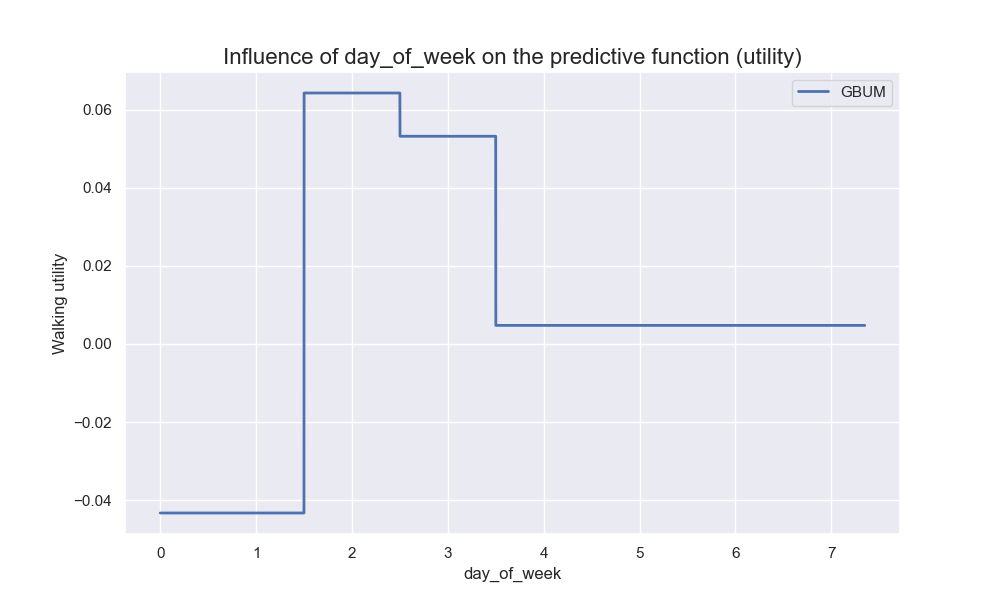 Influence of day_of_week on the predictive function (utility)
GBUM
0.06
0.04
0.02
0.00
−0.02
−0.04
Walking utility
0 1 2 3 4 5 6 7
day_of_week